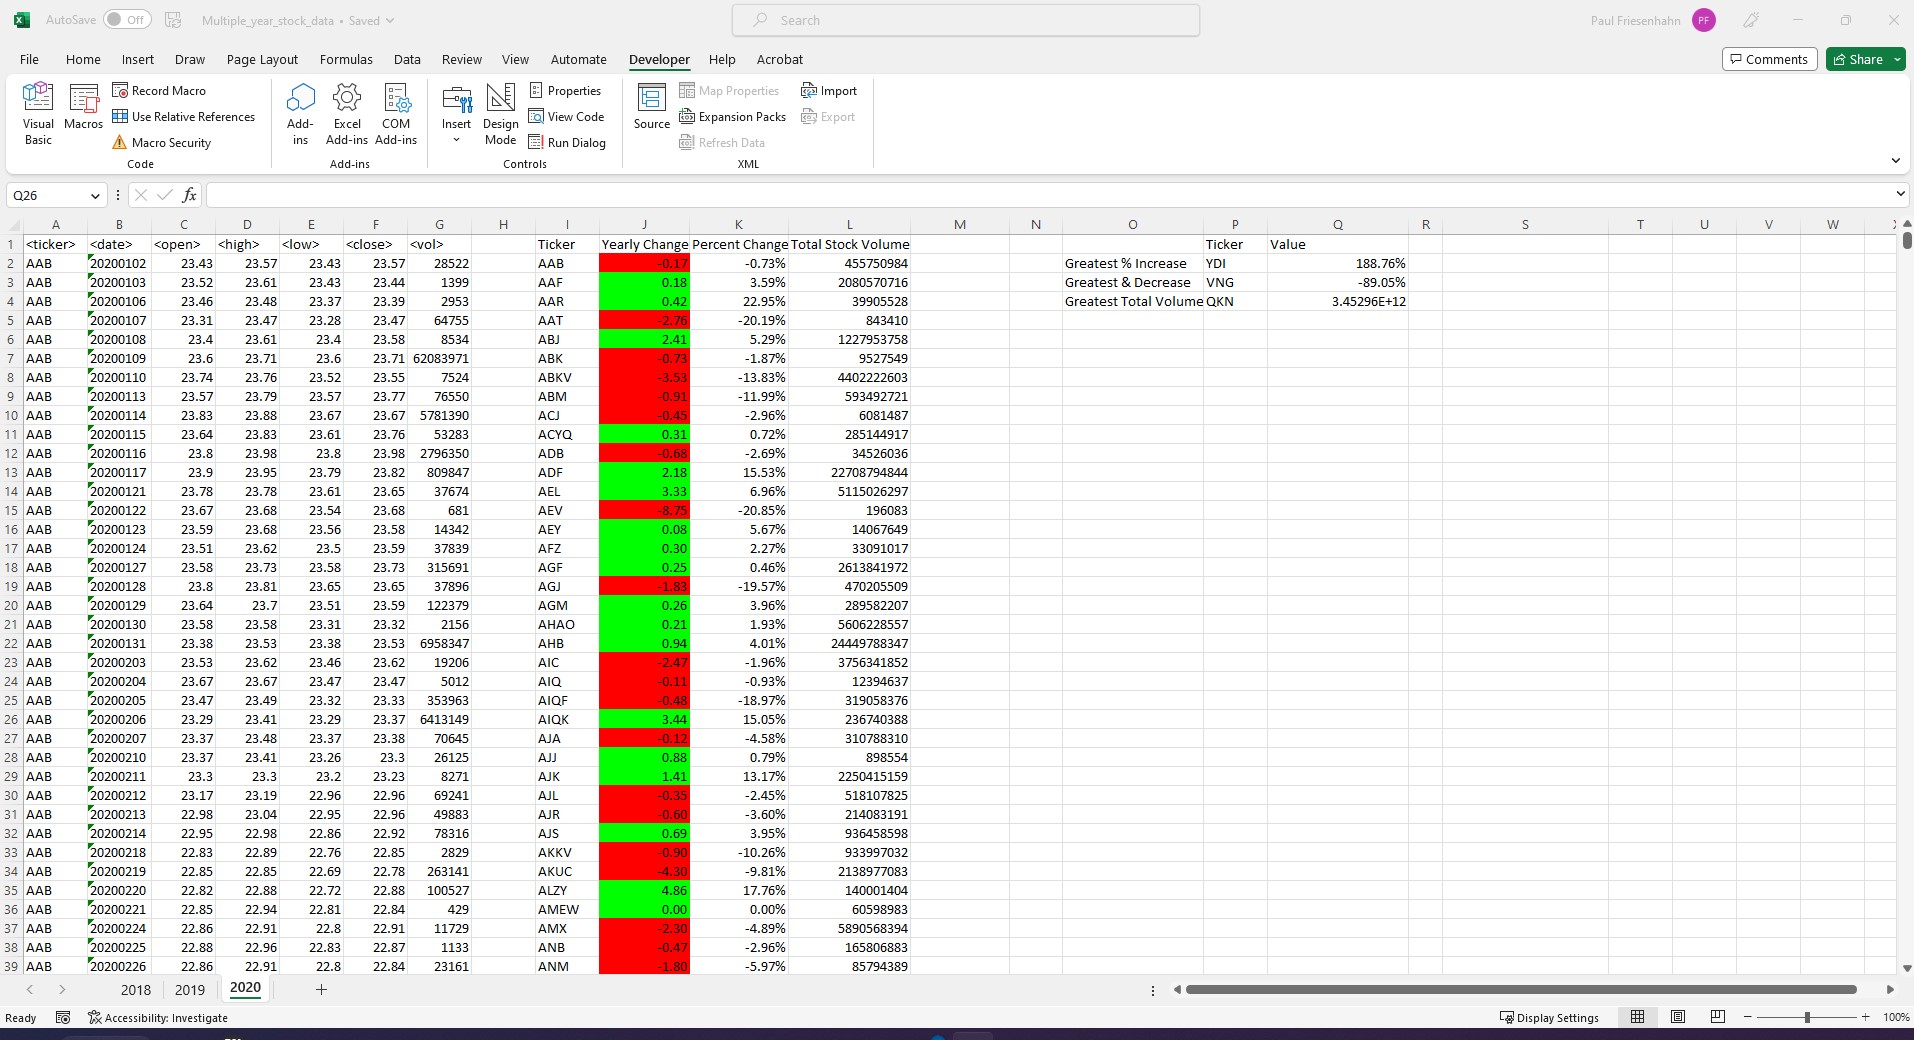 AutoSave Off Multiple_year_stock_data • Saved Search Paul Friesenhahn PF
File Home Insert Draw Page Layout Formulas Data Review View Automate Developer Help Acrobat Comments Share
Visual Basic Macros Record Macro Use Relative References Macro Security Code
Add-ins Excel Add-ins COM Add-ins Add-ins
Insert Design Mode Properties View Code Run Dialog Controls
Source Map Properties Expansion Packs Refresh Data Import Export XML
Q26 fx
A B C D E F G H I J K L M N O P Q R S T U V W
1 <ticker> <date> <open> <high> <low> <close> <vol> Ticker Yearly Change Percent Change Total Stock Volume Ticker Value
2 AAB 20200102 23.43 23.57 23.43 23.57 28522 AAB -0.17 -0.73% 455750984 Greatest % Increase YDI 188.76%
3 AAB 20200103 23.52 23.61 23.43 23.44 1399 AAF 0.18 3.59% 2080570716 Greatest & Decrease VNG -89.05%
4 AAB 20200106 23.46 23.48 23.37 23.39 2953 AAR 0.42 22.95% 39905528 Greatest Total Volume QKN 3.45296E+12
5 AAB 20200107 23.31 23.47 23.28 23.47 64755 AAT -2.76 -20.19% 843410
6 AAB 20200108 23.4 23.61 23.4 23.58 8534 ABJ 2.41 5.29% 1227953758
7 AAB 20200109 23.6 23.71 23.6 23.71 62083971 ABK -0.73 -1.87% 9527549
8 AAB 20200110 23.74 23.76 23.52 23.55 7524 ABKV -3.53 -13.83% 4402222603
9 AAB 20200113 23.57 23.79 23.57 23.77 76550 ABM -0.91 -11.99% 593492721
10 AAB 20200114 23.83 23.88 23.67 23.67 5781390 ACJ -0.45 -2.96% 6081487
11 AAB 20200115 23.64 23.83 23.61 23.76 53283 ACYQ 0.31 0.72% 285144917
12 AAB 20200116 23.8 23.98 23.8 23.98 2796350 ADB -0.68 -2.69% 34526036
13 AAB 20200117 23.9 23.95 23.79 23.82 809847 ADF 2.18 15.53% 22708794844
14 AAB 20200121 23.78 23.78 23.61 23.65 37674 AEL 3.33 6.96% 5115026297
15 AAB 20200122 23.67 23.68 23.54 23.68 681 AEV -8.75 -20.85% 196083
16 AAB 20200123 23.59 23.68 23.56 23.58 14342 AEY 0.08 5.67% 14067649
17 AAB 20200124 23.51 23.62 23.5 23.59 37839 AFZ 0.30 2.27% 33091017
18 AAB 20200127 23.58 23.73 23.58 23.73 315691 AGF 0.25 0.46% 2613841972
19 AAB 20200128 23.8 23.81 23.65 23.65 37896 AGJ -1.83 -19.57% 470205509
20 AAB 20200129 23.64 23.7 23.51 23.59 122379 AGM 0.26 3.96% 289582207
21 AAB 20200130 23.58 23.58 23.31 23.32 2156 AHAO 0.21 1.93% 5606228557
22 AAB 20200131 23.38 23.53 23.38 23.53 6958347 AHB 0.94 4.01% 24449788347
23 AAB 20200203 23.53 23.62 23.46 23.62 19206 AIC -2.47 -1.96% 3756341852
24 AAB 20200204 23.67 23.67 23.47 23.47 5012 AIQ -0.11 -0.93% 12394637
25 AAB 20200205 23.47 23.49 23.32 23.33 353963 AIQF -0.48 -18.97% 319058376
26 AAB 20200206 23.29 23.41 23.29 23.37 6413149 AIQK 3.44 15.05% 236740388
27 AAB 20200207 23.37 23.48 23.37 23.38 70645 AJA -0.12 -4.58% 310788310
28 AAB 20200210 23.37 23.41 23.26 23.3 26125 AJJ 0.88 0.79% 898554
29 AAB 20200211 23.3 23.3 23.2 23.23 8271 AJK 1.41 13.17% 2250415159
30 AAB 20200212 23.17 23.19 22.96 22.96 69241 AJL -0.35 -2.45% 518107825
31 AAB 20200213 22.98 23.04 22.95 22.96 49883 AJR -0.60 -3.60% 214083191
32 AAB 20200214 22.95 22.98 22.86 22.92 78316 AJS 0.69 3.95% 936458598
33 AAB 20200218 22.83 22.89 22.76 22.85 2829 AKKV -0.90 -10.26% 933997032
34 AAB 20200219 22.85 22.85 22.69 22.78 263141 AKUC -4.30 -9.81% 2138977083
35 AAB 20200220 22.82 22.88 22.72 22.88 100527 ALZY 4.86 17.76% 140001404
36 AAB 20200221 22.85 22.94 22.81 22.84 429 AMEW 0.00 0.00% 60598983
37 AAB 20200224 22.86 22.91 22.8 22.91 11729 AMX -2.30 -4.89% 5890568394
38 AAB 20200225 22.88 22.96 22.83 22.87 1133 ANB -0.47 -2.96% 165806883
39 AAB 20200226 22.86 22.91 22.8 22.84 23161 ANM -1.80 -5.97% 85794389
2018 2019 2020
Ready Accessibility: Investigate Display Settings 100%